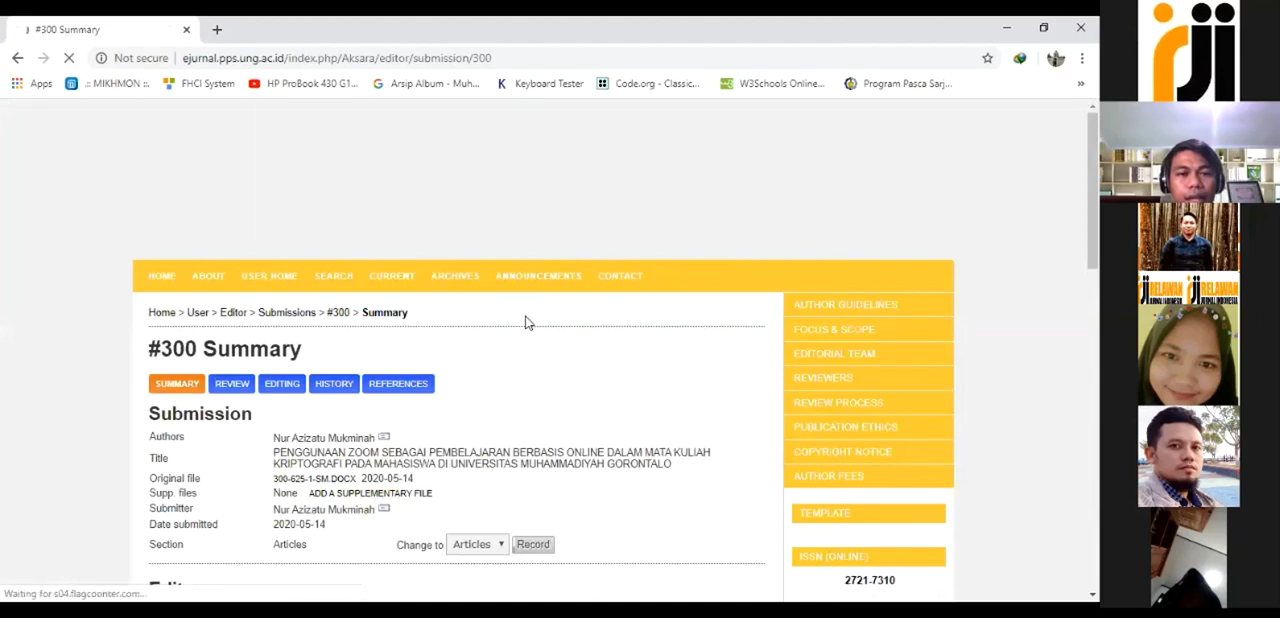 #300 Summary
Not secure | ejournal.pps.ung.ac.id/index.php/Aksara/editor/submission/300
Apps .:: MIKHMON :. FHCI System HP ProBook 430 G1... Arsip Album - Muh... Keyboard Tester Code.org - Classic... W3Schools Online... Program Pasca Sarj...
HOME ABOUT USER HOME SEARCH CURRENT ARCHIVES ANNOUNCEMENTS CONTACT
Home > User > Editor > Submissions > #300 > Summary
#300 Summary
SUMMARY REVIEW EDITING HISTORY REFERENCES
Submission
Authors Nur Azizatu Mukminah
Title PENGGUNAAN ZOOM SEBAGAI PEMBELAJARAN BERBASIS ONLINE DALAM MATA KULIAH
KRIPTOGRAFI PADA MAHASISWA DI UNIVERSITAS MUHAMMADIYAH GORONTALO
Original file 300-625-1-SM.DOCX 2020-05-14
Supp. files None ADD A SUPPLEMENTARY FILE
Submitter Nur Azizatu Mukminah
Date submitted 2020-05-14
Section Articles Change to Articles Record
AUTHOR GUIDELINES
FOCUS & SCOPE
EDITORIAL TEAM
REVIEWERS
REVIEW PROCESS
PUBLICATION ETHICS
COPYRIGHT NOTICE
AUTHOR FEES
TEMPLATE
ISSN (ONLINE)
2721-7310
Waiting for s04.flagcounter.com...
rji
RELAWAN RELAWAN